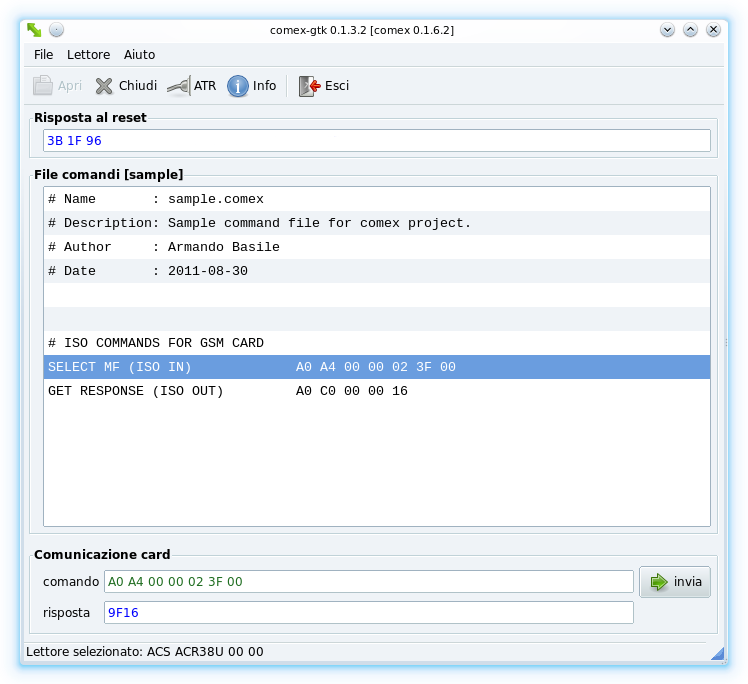 comex-gtk 0.1.3.2 [comex 0.1.6.2]
File Lettore Aiuto
Apri Chiudi ATR Info Esci
Risposta al reset
3B 1F 96
File comandi [sample]
# Name       : sample.comex
# Description: Sample command file for comex project.
# Author     : Armando Basile
# Date       : 2011-08-30
# ISO COMMANDS FOR GSM CARD
SELECT MF (ISO IN)             A0 A4 00 00 02 3F 00
GET RESPONSE (ISO OUT)         A0 C0 00 00 16
Comunicazione card
comando A0 A4 00 00 02 3F 00 invia
risposta 9F16
Lettore selezionato: ACS ACR38U 00 00